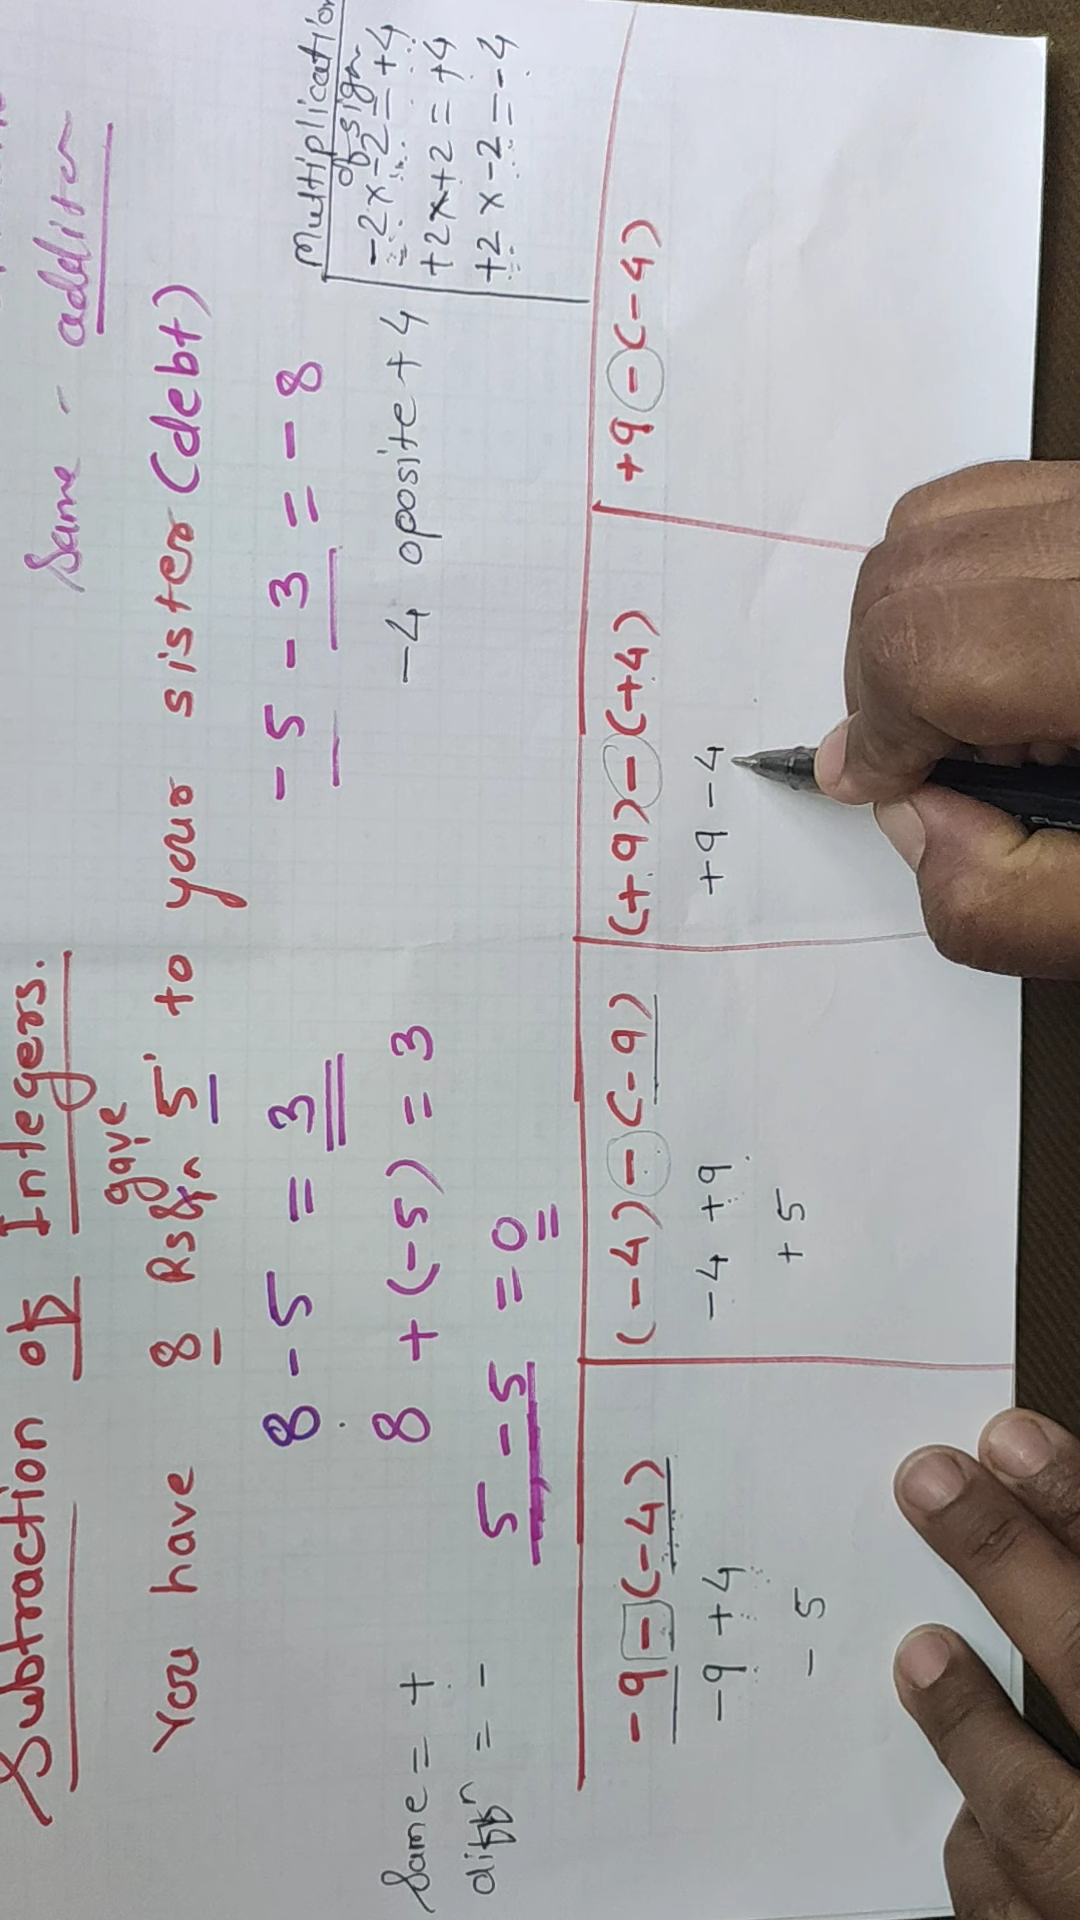 Subtraction of Integers.
Same - additon
gave
You have 8 Rs& 5 to your sister (debt)
8 - 5 = 3
-5 - 3 = -8
8 + (-5) = 3
-4 oposite +4
5 - 5 = 0
Same = +
diffn = -
Multiplication
of sign
-2 x -2 = +4
+2 x +2 = +4
+2 x -2 = -4
-9 - (-4)
-9 +4
-5
(-4) - (-9)
-4 +9
+5
(+9) - (+4)
+9 -4
+9 - (-4)